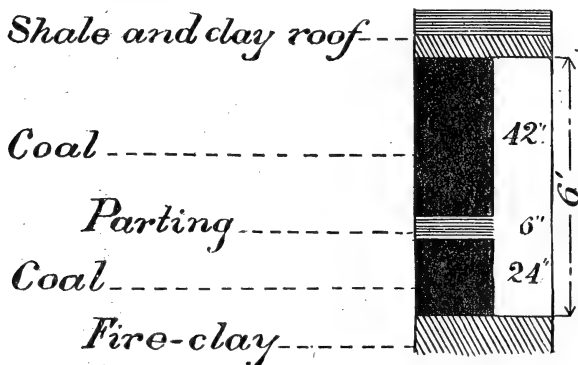 Shale and clay roof
Coal
42"
Parting
6"
6'
Coal
24"
Fire-clay